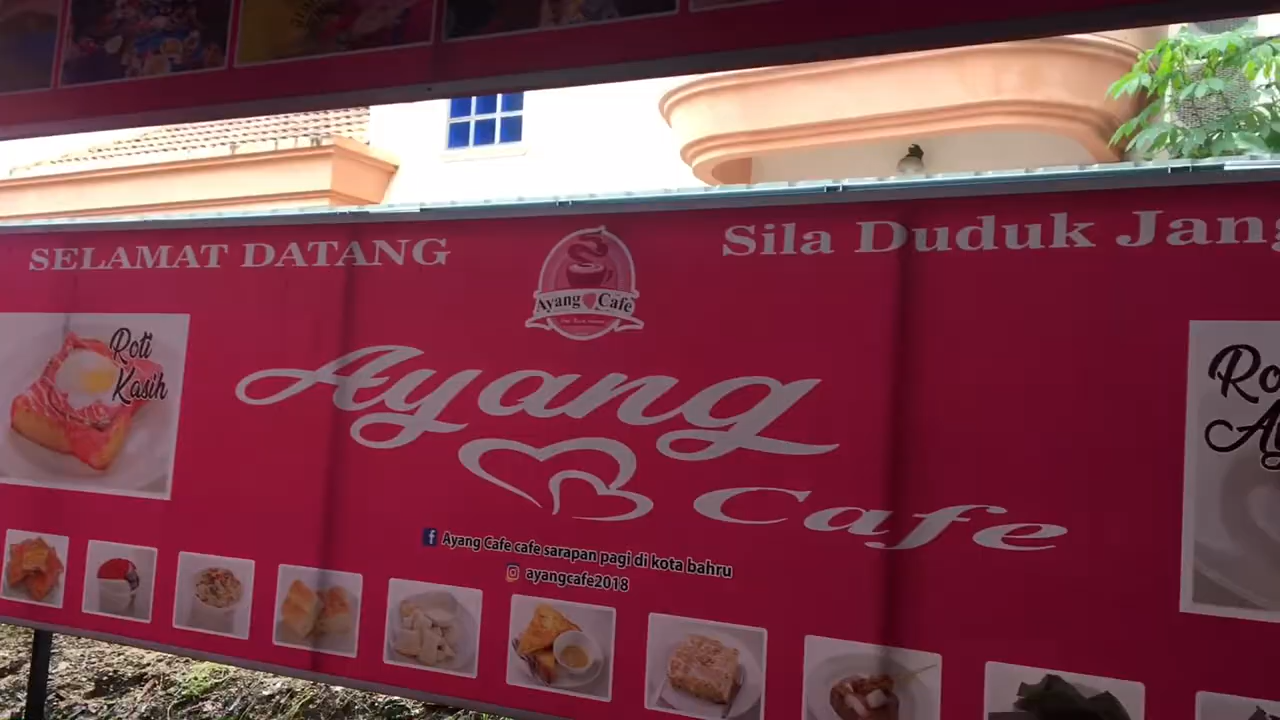 SELAMAT DATANG
Sila Duduk Jang
Ayang Cafe
Roti
Kasih
Ayang
Cafe
Ayang Cafe cafe sarapan pagi di kota bahru
ayangcafe2018